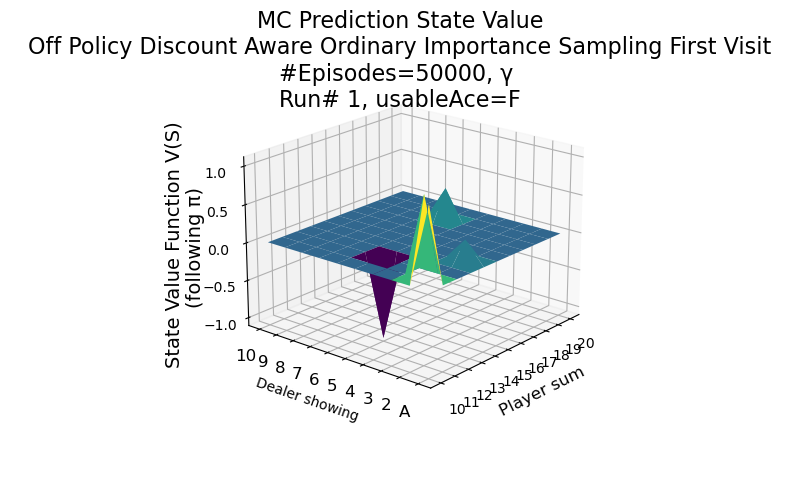 MC Prediction State Value
Off Policy Discount Aware Ordinary Importance Sampling First Visit
#Episodes=50000, γ
Run# 1, usableAce=F
State Value Function V(S)
(following π)
1.0
0.5
0.0
−0.5
−1.0
10 9 8 7 6 5 4 3 2 A
Dealer showing
10 11 12 13 14 15 16 17 18 19 20
Player sum